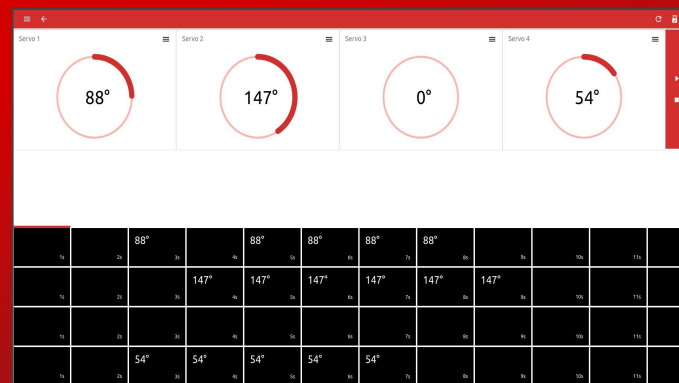 Servo 1
Servo 2
Servo 3
Servo 4
88°
147°
0°
54°
88° 88° 88° 88° 88°
1s 2s 3s 4s 5s 6s 7s 8s 9s 10s 11s
147° 147° 147° 147° 147° 147°
1s 2s 3s 4s 5s 6s 7s 8s 9s 10s 11s
1s 2s 3s 4s 5s 6s 7s 8s 9s 10s 11s
54° 54° 54° 54° 54°
1s 2s 3s 4s 5s 6s 7s 8s 9s 10s 11s